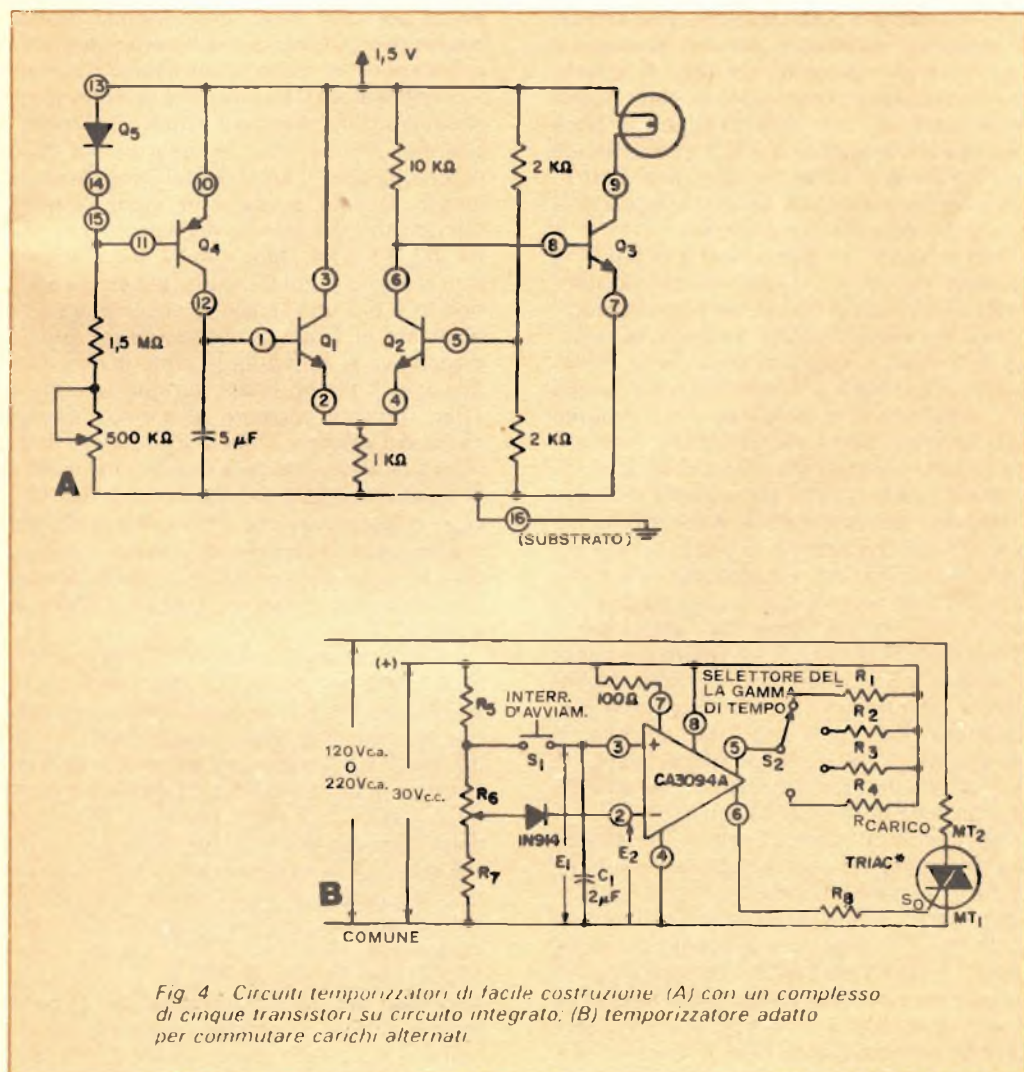 1,5 V
13
Q5
14
15
10
11
Q4
12
1,5 MΩ
500 KΩ
5 µF
1
3
Q1
2
10 KΩ
6
Q2
4
5
1 KΩ
2 KΩ
2 KΩ
8
9
Q3
7
A
16
(SUBSTRATO)
(+)
120Vc.a.
O
220Vc.a.
30Vc.c.
R5
R6
R7
INTERR.
D'AVVIAM.
S1
IN914
E1
C1
2µF
E2
100Ω
7
8
3
+
2
−
CA3094A
4
5
6
SELETTORE DEL
LA GAMMA
DI TEMPO
S2
R1
R2
R3
R4
RCARICO
MT2
TRIAC*
SO
MT1
R8
B
COMUNE
Fig. 4 - Circuiti temporizzatori di facile costruzione: (A) con un complesso
di cinque transistori su circuito integrato; (B) temporizzatore adatto
per commutare carichi alternati.